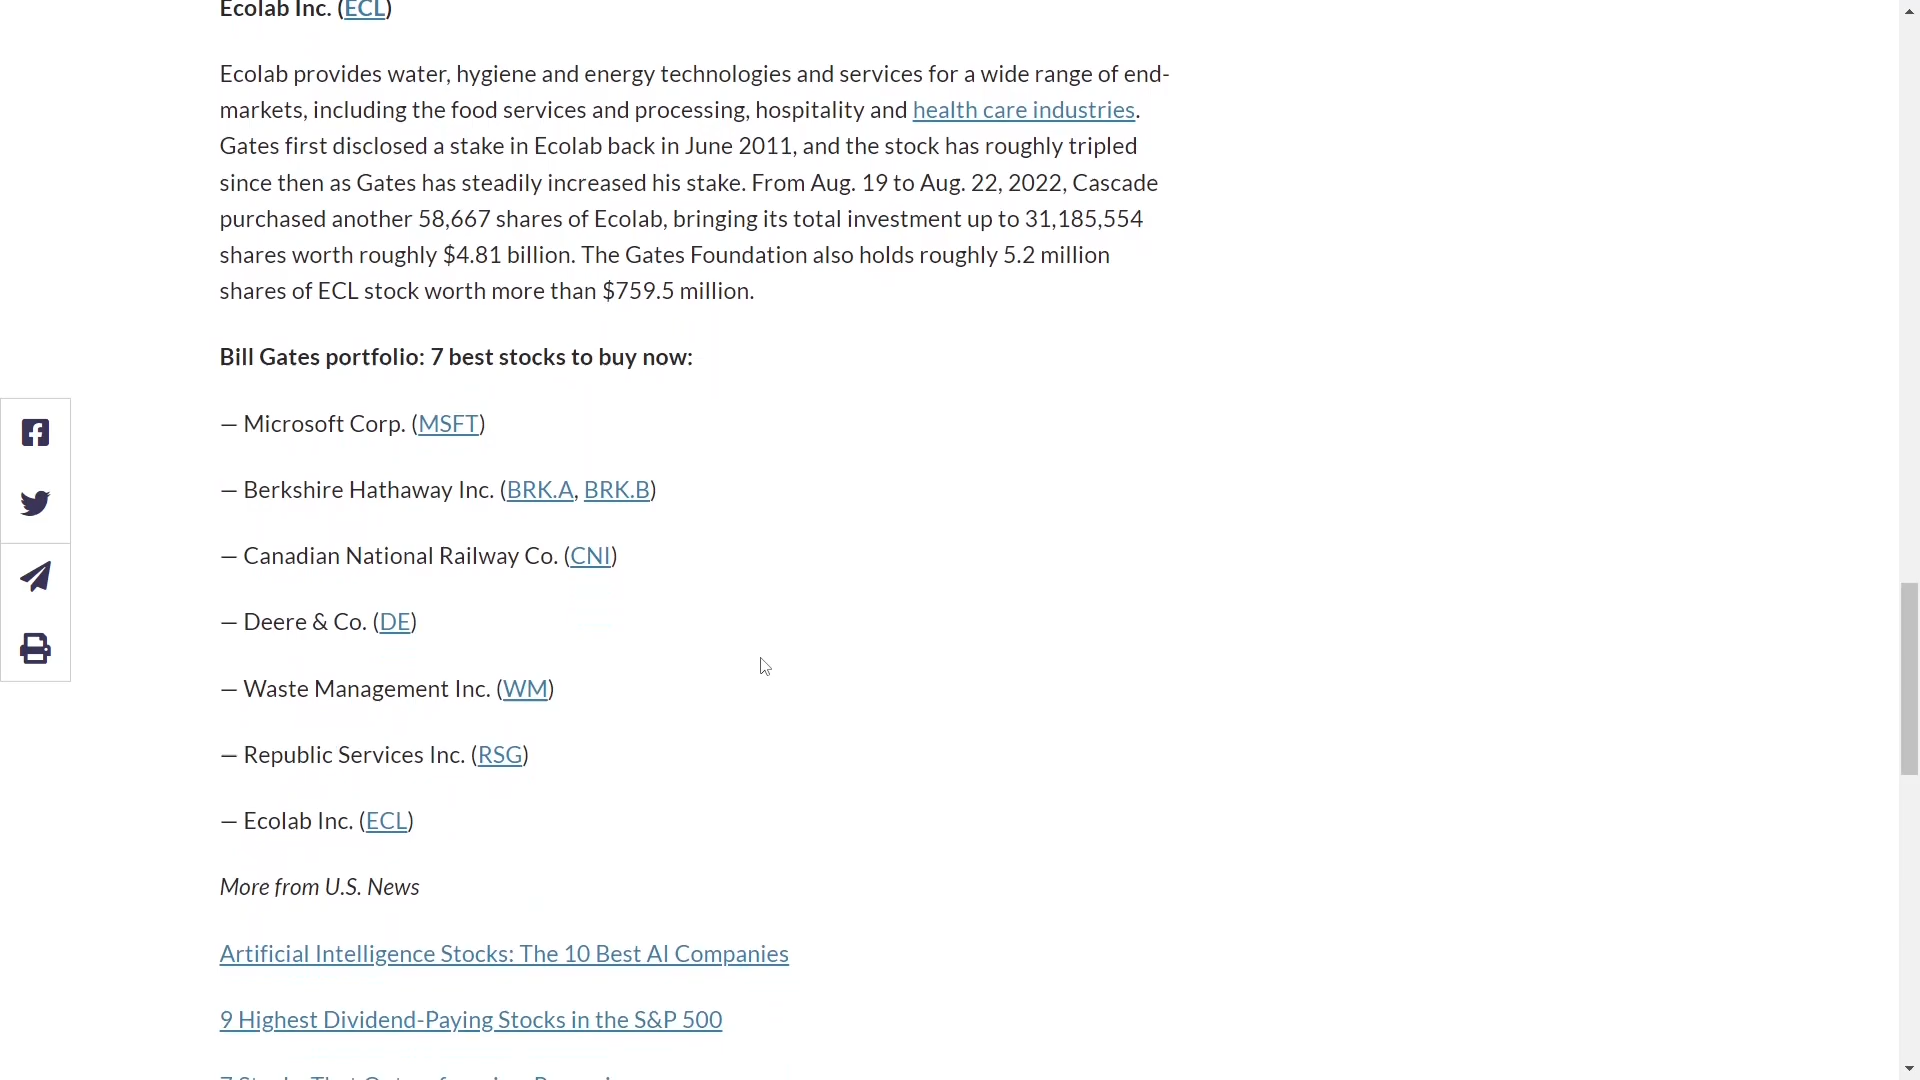 Ecolab Inc. (ECL)
Ecolab provides water, hygiene and energy technologies and services for a wide range of end-
markets, including the food services and processing, hospitality and health care industries.
Gates first disclosed a stake in Ecolab back in June 2011, and the stock has roughly tripled
since then as Gates has steadily increased his stake. From Aug. 19 to Aug. 22, 2022, Cascade
purchased another 58,667 shares of Ecolab, bringing its total investment up to 31,185,554
shares worth roughly $4.81 billion. The Gates Foundation also holds roughly 5.2 million
shares of ECL stock worth more than $759.5 million.
Bill Gates portfolio: 7 best stocks to buy now:
— Microsoft Corp. (MSFT)
— Berkshire Hathaway Inc. (BRK.A, BRK.B)
— Canadian National Railway Co. (CNI)
— Deere & Co. (DE)
— Waste Management Inc. (WM)
— Republic Services Inc. (RSG)
— Ecolab Inc. (ECL)
More from U.S. News
Artificial Intelligence Stocks: The 10 Best AI Companies
9 Highest Dividend-Paying Stocks in the S&P 500